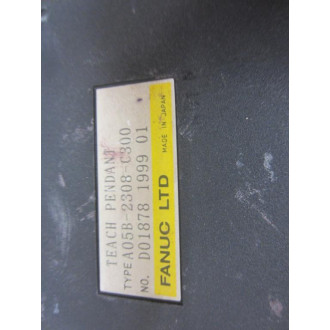 TEACH PENDANT
TYPE A05B-2308-C300
NO. D01878 1999 01
FANUC LTD MADE IN JAPAN